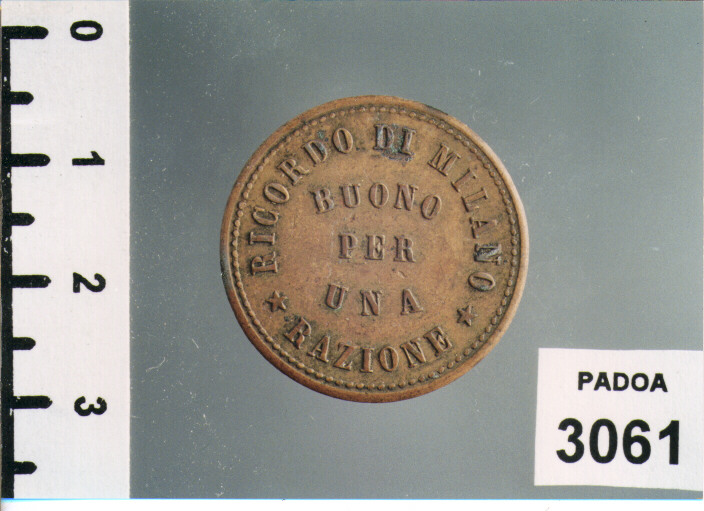 RICORDO DI MILANO
BUONO
PER
UNA
RAZIONE
0
1
2
3
PADOA
3061